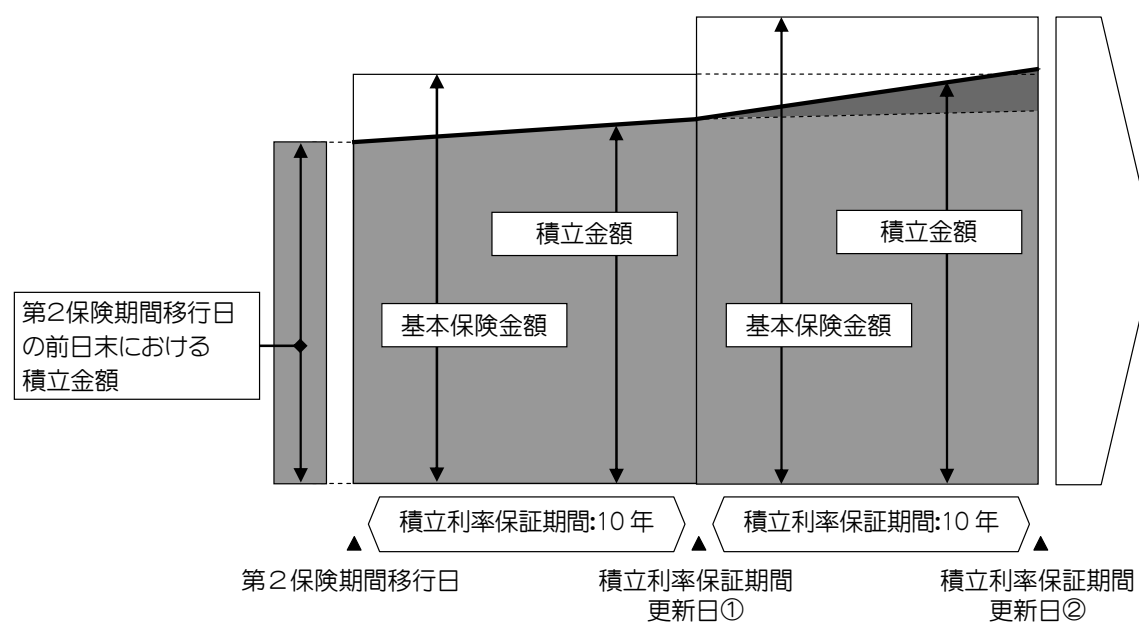 積立金額
積立金額
第2保険期間移行日
の前日末における
積立金額
基本保険金額
基本保険金額
積立利率保証期間:10年
積立利率保証期間:10年
▲
▲
▲
第2保険期間移行日
積立利率保証期間
更新日①
積立利率保証期間
更新日②